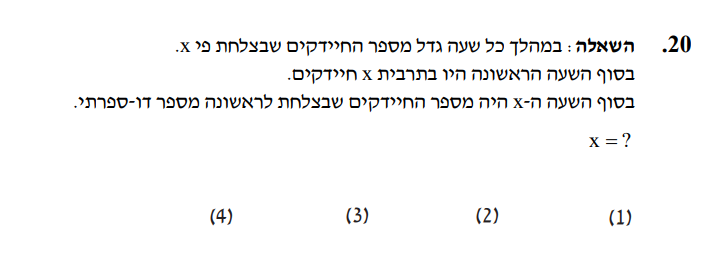 20. השאלה: במהלך כל שעה גדל מספר החיידקים שבצלחת פי x.
בסוף השעה הראשונה היו בתרבית x חיידקים.
בסוף השעה ה-x היה מספר החיידקים שבצלחת לראשונה מספר דו-ספרתי.
x = ?
(1) (2) (3) (4)